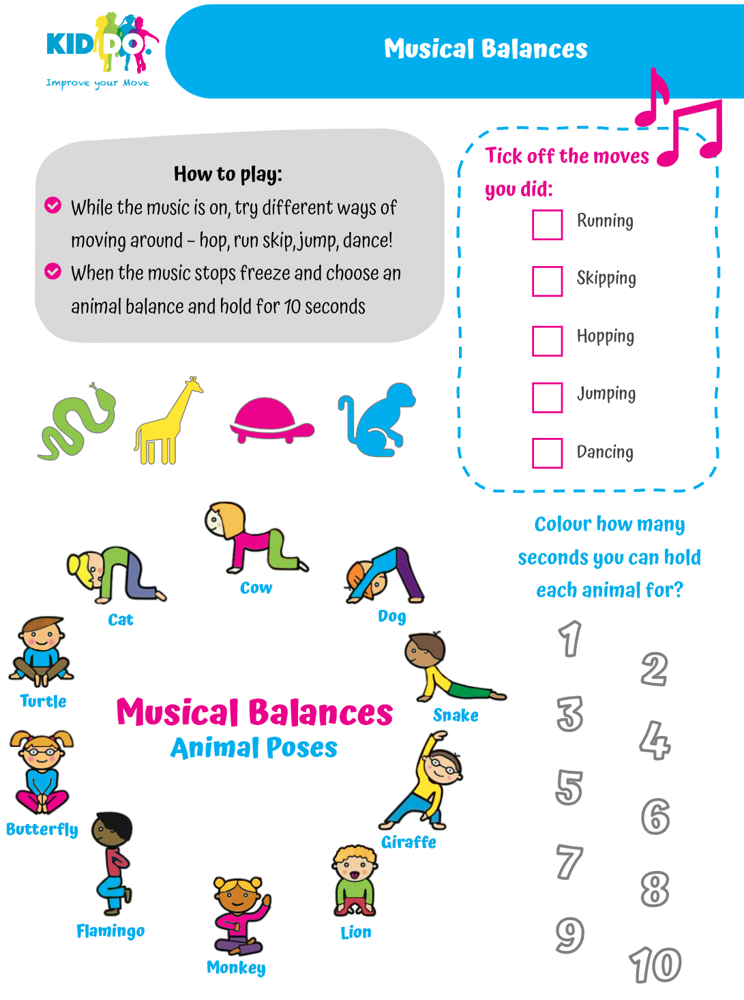 KIDDO.
Improve your Move
Musical Balances
How to play:
While the music is on, try different ways of
moving around – hop, run skip, jump, dance!
When the music stops freeze and choose an
animal balance and hold for 10 seconds
Tick off the moves
you did:
Running
Skipping
Hopping
Jumping
Dancing
Cow
Cat
Dog
Turtle
Snake
Musical Balances
Animal Poses
Butterfly
Giraffe
Flamingo
Lion
Monkey
Colour how many
seconds you can hold
each animal for?
1
2
3
4
5
6
7
8
9
10